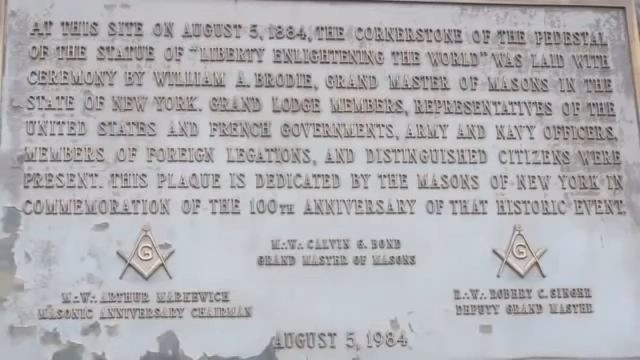 AT THIS SITE ON AUGUST 5, 1884, THE CORNERSTONE OF THE PEDESTAL
OF THE STATUE OF "LIBERTY ENLIGHTENING THE WORLD" WAS LAID WITH
CEREMONY BY WILLIAM A. BRODIE, GRAND MASTER OF MASONS IN THE
STATE OF NEW YORK. GRAND LODGE MEMBERS, REPRESENTATIVES OF THE
UNITED STATES AND FRENCH GOVERNMENTS, ARMY AND NAVY OFFICERS,
MEMBERS OF FOREIGN LEGATIONS, AND DISTINGUISHED CITIZENS WERE
PRESENT. THIS PLAQUE IS DEDICATED BY THE MASONS OF NEW YORK IN
COMMEMORATION OF THE 100TH ANNIVERSARY OF THAT HISTORIC EVENT.
G
G
M∴W∴ CALVIN G. BOND
GRAND MASTER OF MASONS
M∴W∴ ARTHUR MARKEWICH
MASONIC ANNIVERSARY CHAIRMAN
R∴W∴ ROBERT C. SINGER
DEPUTY GRAND MASTER
AUGUST 5, 1984